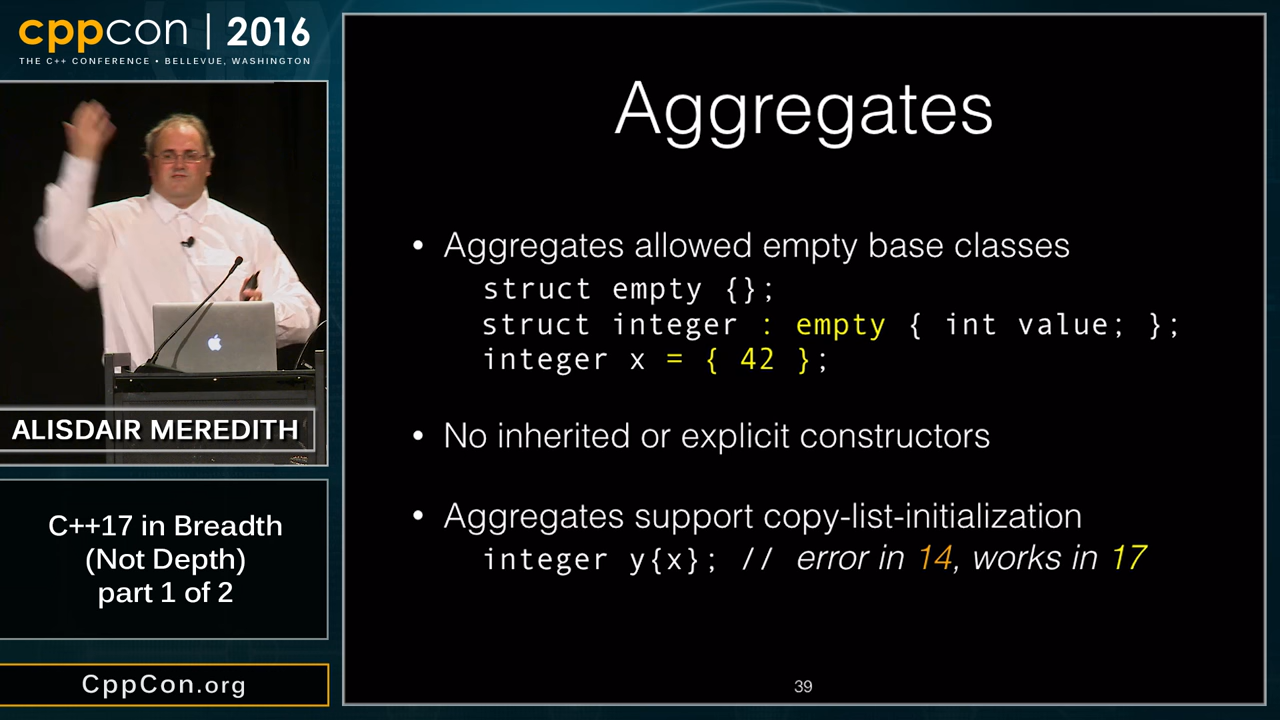 cppcon | 2016
THE C++ CONFERENCE • BELLEVUE, WASHINGTON
ALISDAIR MEREDITH
C++17 in Breadth
(Not Depth)
part 1 of 2
CppCon.org
Aggregates
• Aggregates allowed empty base classes
struct empty {};
struct integer : empty { int value; };
integer x = { 42 };
• No inherited or explicit constructors
• Aggregates support copy-list-initialization
integer y{x}; // error in 14, works in 17
39